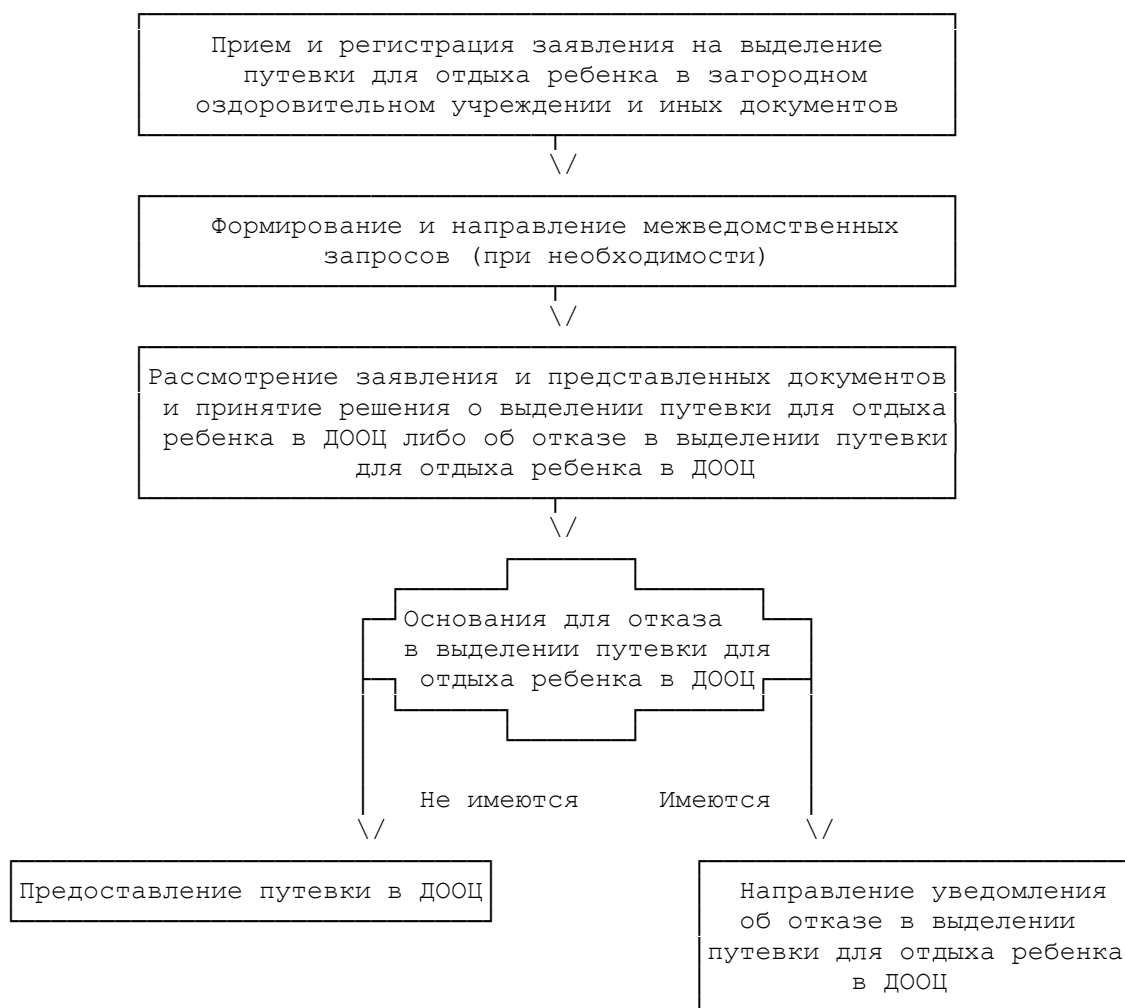 Прием и регистрация заявления на выделение
путевки для отдыха ребенка в загородном
оздоровительном учреждении и иных документов
Формирование и направление межведомственных
запросов (при необходимости)
Рассмотрение заявления и представленных документов
и принятие решения о выделении путевки для отдыха
ребенка в ДООЦ либо об отказе в выделении путевки
для отдыха ребенка в ДООЦ
Основания для отказа
в выделении путевки для
отдыха ребенка в ДООЦ
Не имеются Имеются
Предоставление путевки в ДООЦ
Направление уведомления
об отказе в выделении
путевки для отдыха ребенка
в ДООЦ